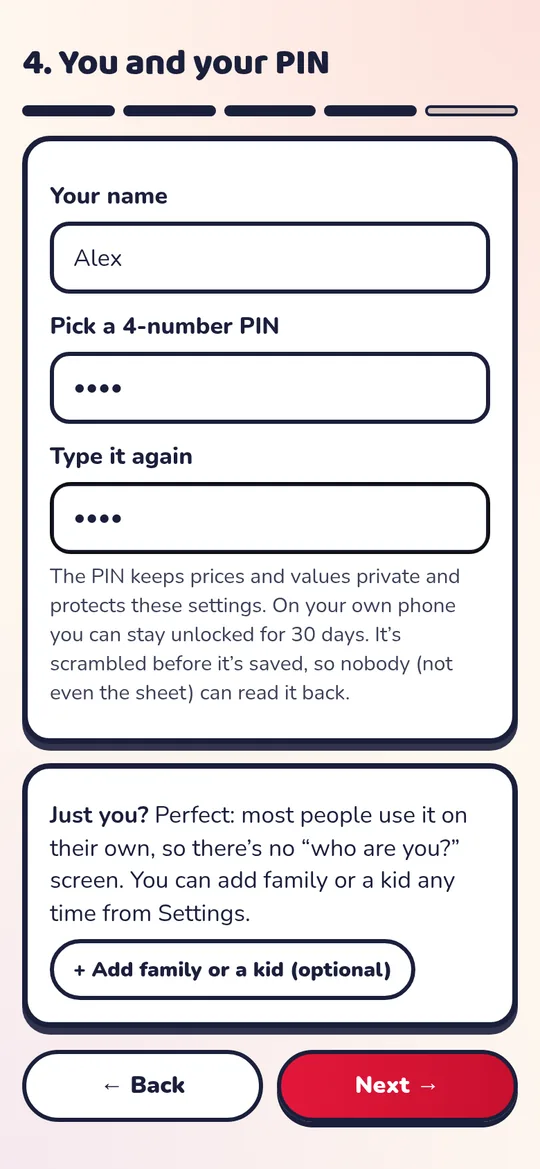 4. You and your PIN
Your name
Alex
Pick a 4-number PIN
••••
Type it again
••••
The PIN keeps prices and values private and
protects these settings. On your own phone
you can stay unlocked for 30 days. It’s
scrambled before it’s saved, so nobody (not
even the sheet) can read it back.
Just you? Perfect: most people use it on
their own, so there’s no “who are you?”
screen. You can add family or a kid any
time from Settings.
+ Add family or a kid (optional)
← Back
Next →